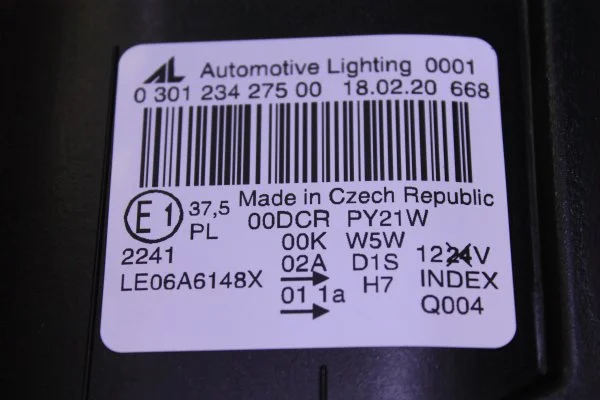 AL Automotive Lighting 0001
0 301 234 275 00 18.02.20 668
Made in Czech Republic
E1 37,5 00DCR PY21W
PL 00K W5W
2241 02A D1S 1224V
LE06A6148X H7 INDEX
01 1a Q004